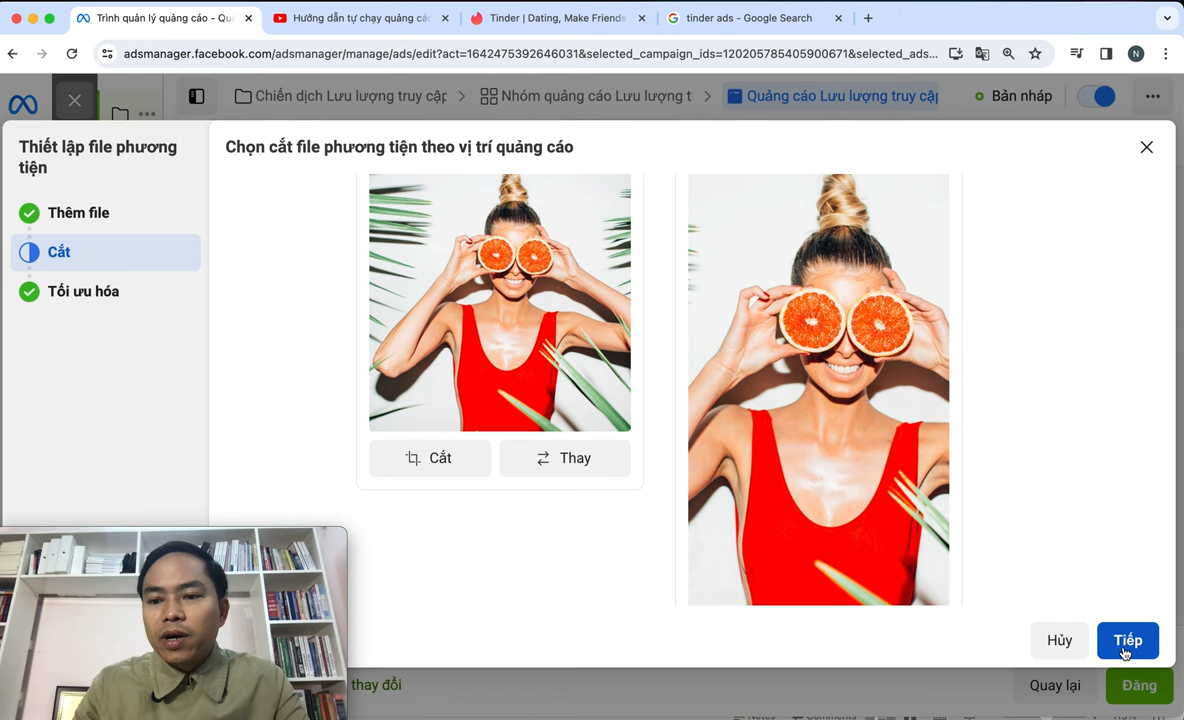 Trình quản lý quảng cáo - Qu
Hướng dẫn tự chạy quảng cá
Tinder | Dating, Make Friends
tinder ads - Google Search
adsmanager.facebook.com/adsmanager/manage/ads/edit?act=1642475392646031&selected_campaign_ids=120205785405900671&selected_ads...
N
Chiến dịch Lưu lượng truy cập
Nhóm quảng cáo Lưu lượng t
Quảng cáo Lưu lượng truy cập
Bản nháp
Thiết lập file phương tiện
Thêm file
Cắt
Tối ưu hóa
Chọn cắt file phương tiện theo vị trí quảng cáo
Cắt
Thay
Hủy
Tiếp
thay đổi
Quay lại
Đăng